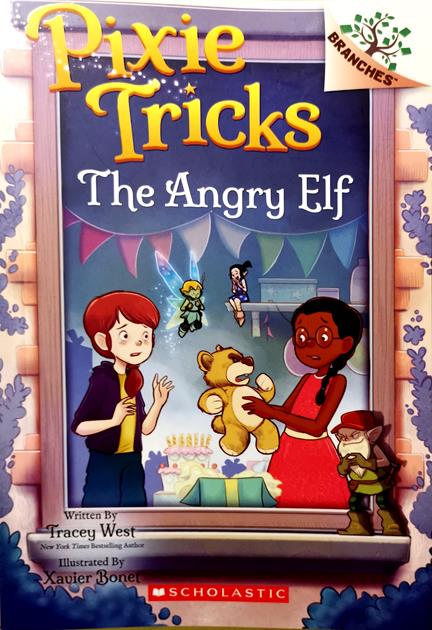 Pixie
Tricks
BRANCHES™
The Angry Elf
Written By
Tracey West
New York Times Bestselling Author
Illustrated By
Xavier Bonet
SCHOLASTIC